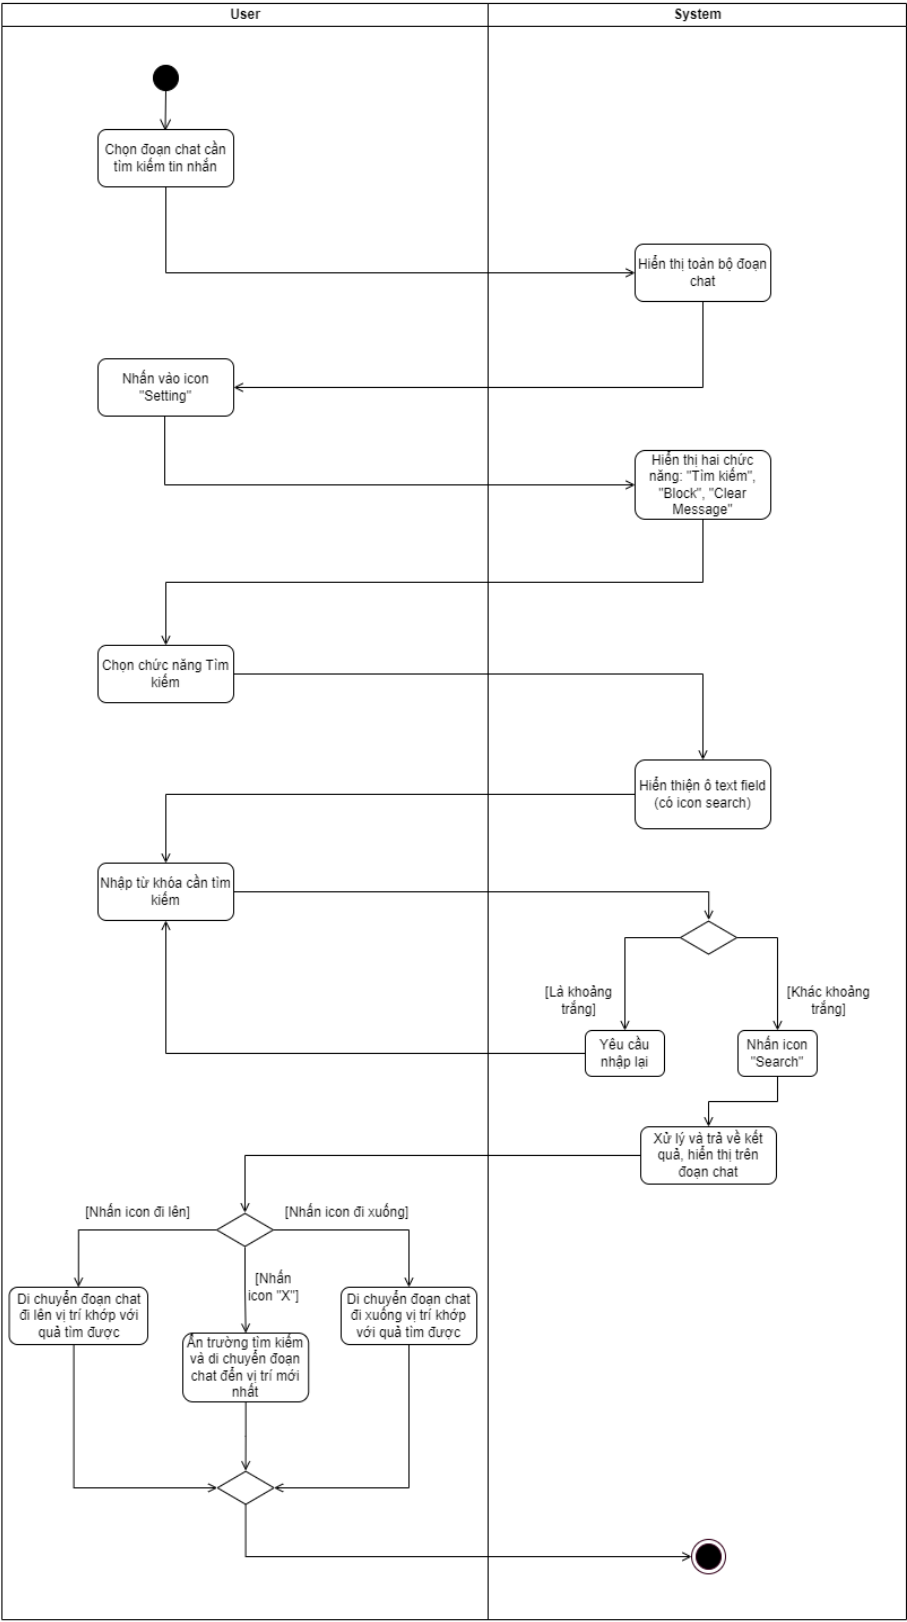 User
System
Chọn đoạn chat cần
tìm kiếm tin nhắn
Hiển thị toàn bộ đoạn
chat
Nhấn vào icon
"Setting"
Hiển thị hai chức
năng: "Tìm kiếm",
"Block", "Clear
Message"
Chọn chức năng Tìm
kiếm
Hiển thiện ô text field
(có icon search)
Nhập từ khóa cần tìm
kiếm
[Là khoảng
trắng]
[Khác khoảng
trắng]
Yêu cầu
nhập lại
Nhấn icon
"Search"
Xử lý và trả về kết
quả, hiển thị trên
đoạn chat
[Nhấn icon đi lên]
[Nhấn icon đi xuống]
[Nhấn
icon "X"]
Di chuyển đoạn chat
đi lên vị trí khớp với
quả tìm được
Di chuyển đoạn chat
đi xuống vị trí khớp
với quả tìm được
Ẩn trường tìm kiếm
và di chuyển đoạn
chat đến vị trí mới
nhất